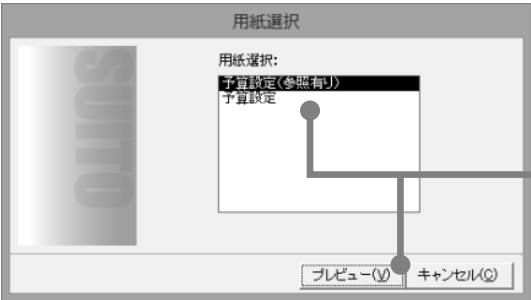 用紙選択
SUITO
用紙選択:
予算設定(参照有り)
予算設定
プレビュー(V)
キャンセル(C)